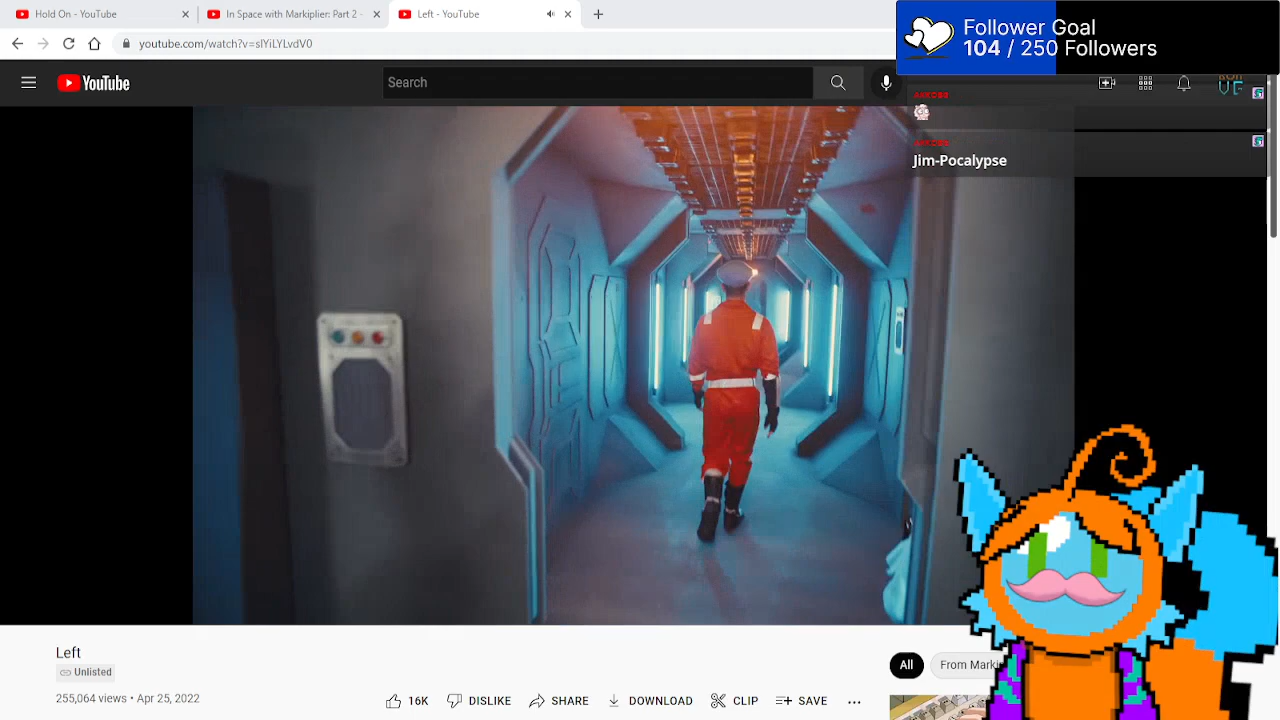 Hold On - YouTube
In Space with Markiplier: Part 2 -
Left - YouTube
youtube.com/watch?v=slYiLYLvdV0
YouTube
Search
Follower Goal
104 / 250 Followers
Jim-Pocalypse
Left
Unlisted
255,064 views • Apr 25, 2022
16K
DISLIKE
SHARE
DOWNLOAD
CLIP
SAVE
All
From Marki